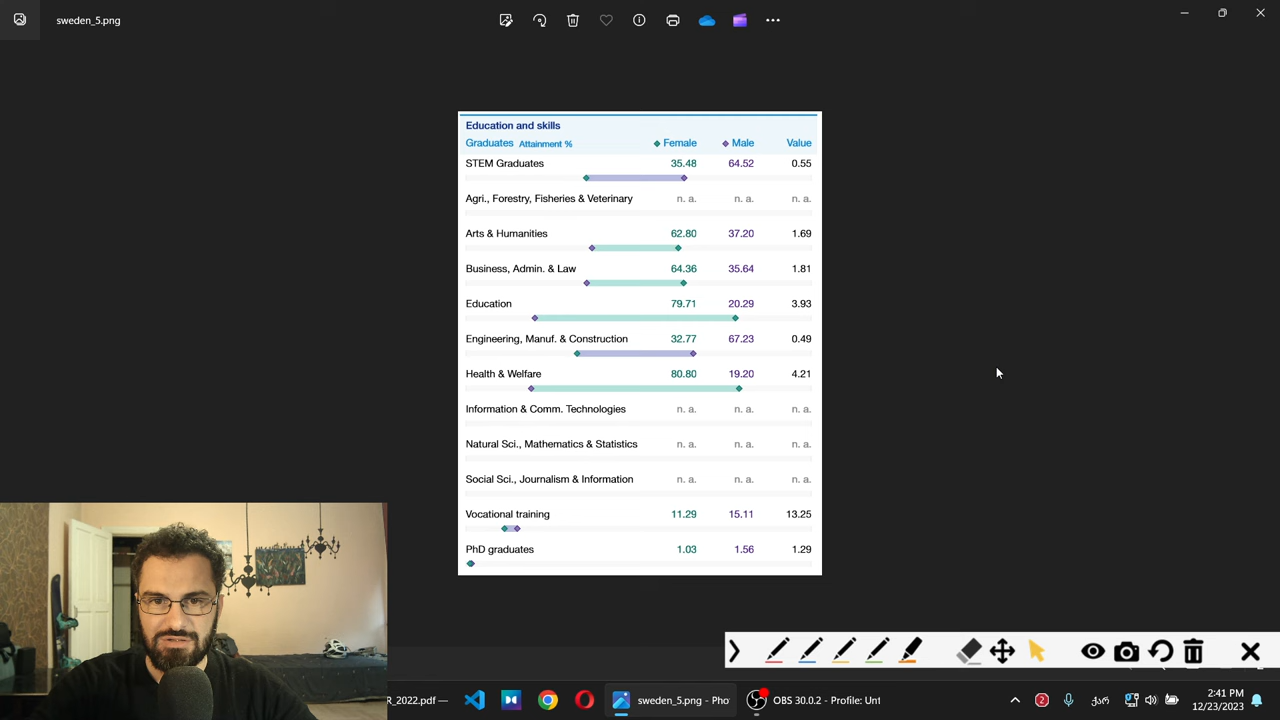 sweden_5.png
Education and skills
Graduates Attainment % Female Male Value
STEM Graduates 35.48 64.52 0.55
Agri., Forestry, Fisheries & Veterinary n. a. n. a. n. a.
Arts & Humanities 62.80 37.20 1.69
Business, Admin. & Law 64.36 35.64 1.81
Education 79.71 20.29 3.93
Engineering, Manuf. & Construction 32.77 67.23 0.49
Health & Welfare 80.80 19.20 4.21
Information & Comm. Technologies n. a. n. a. n. a.
Natural Sci., Mathematics & Statistics n. a. n. a. n. a.
Social Sci., Journalism & Information n. a. n. a. n. a.
Vocational training 11.29 15.11 13.25
PhD graduates 1.03 1.56 1.29
R_2022.pdf — sweden_5.png - Pho OBS 30.0.2 - Profile: Unt 2 ქარ 2:41 PM
12/23/2023